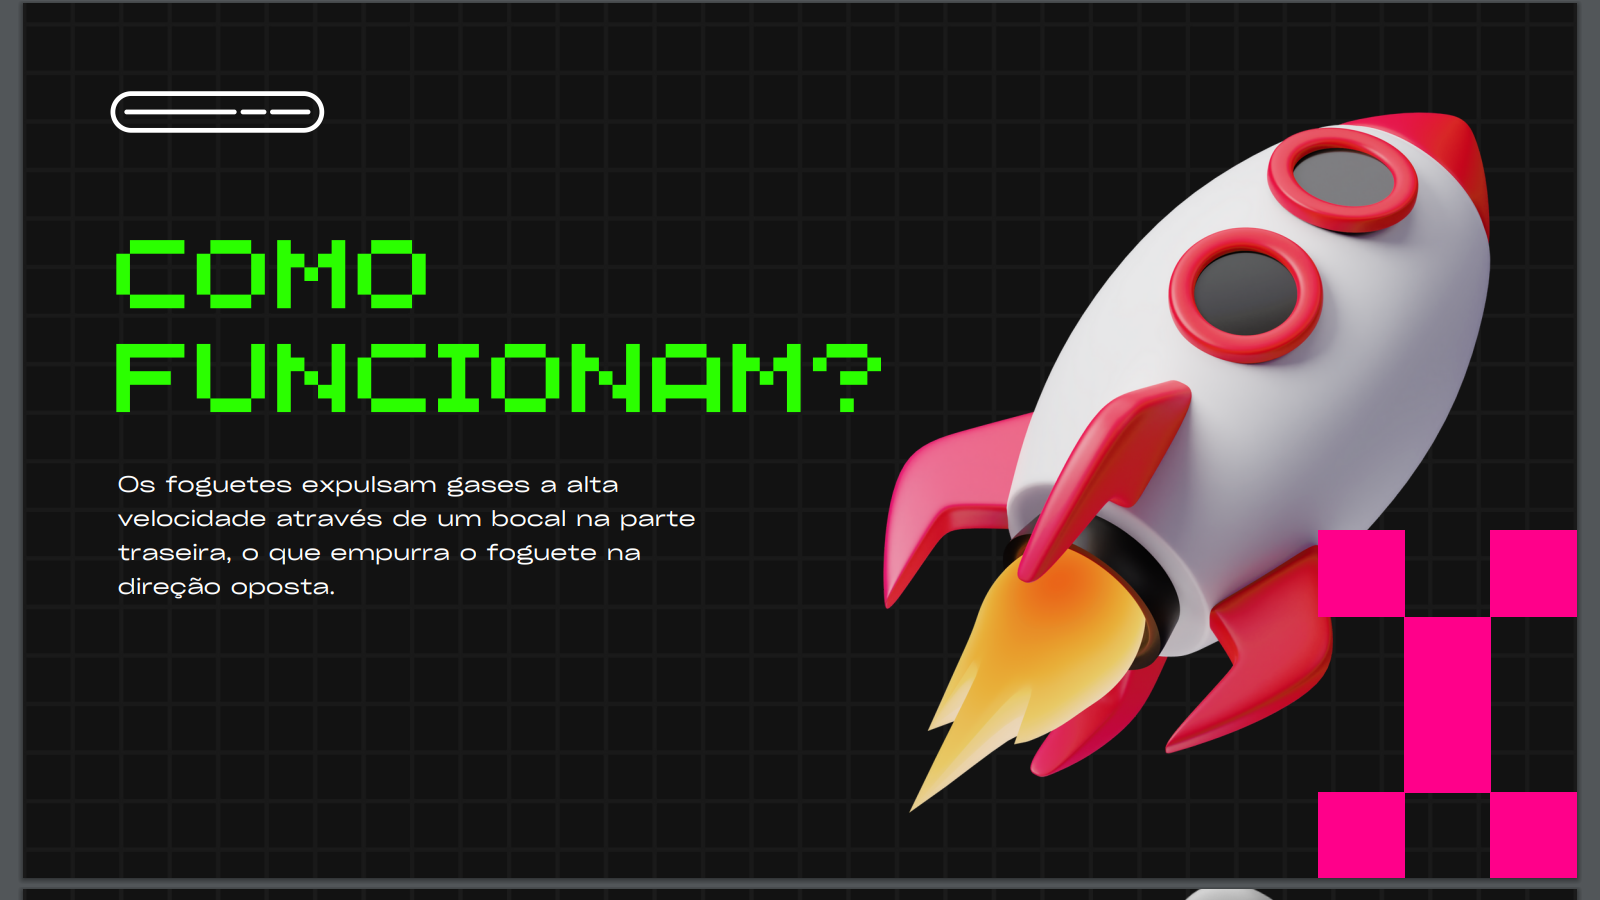 COMO
FUNCIONAM?
Os foguetes expulsam gases a alta
velocidade através de um bocal na parte
traseira, o que empurra o foguete na
direção oposta.